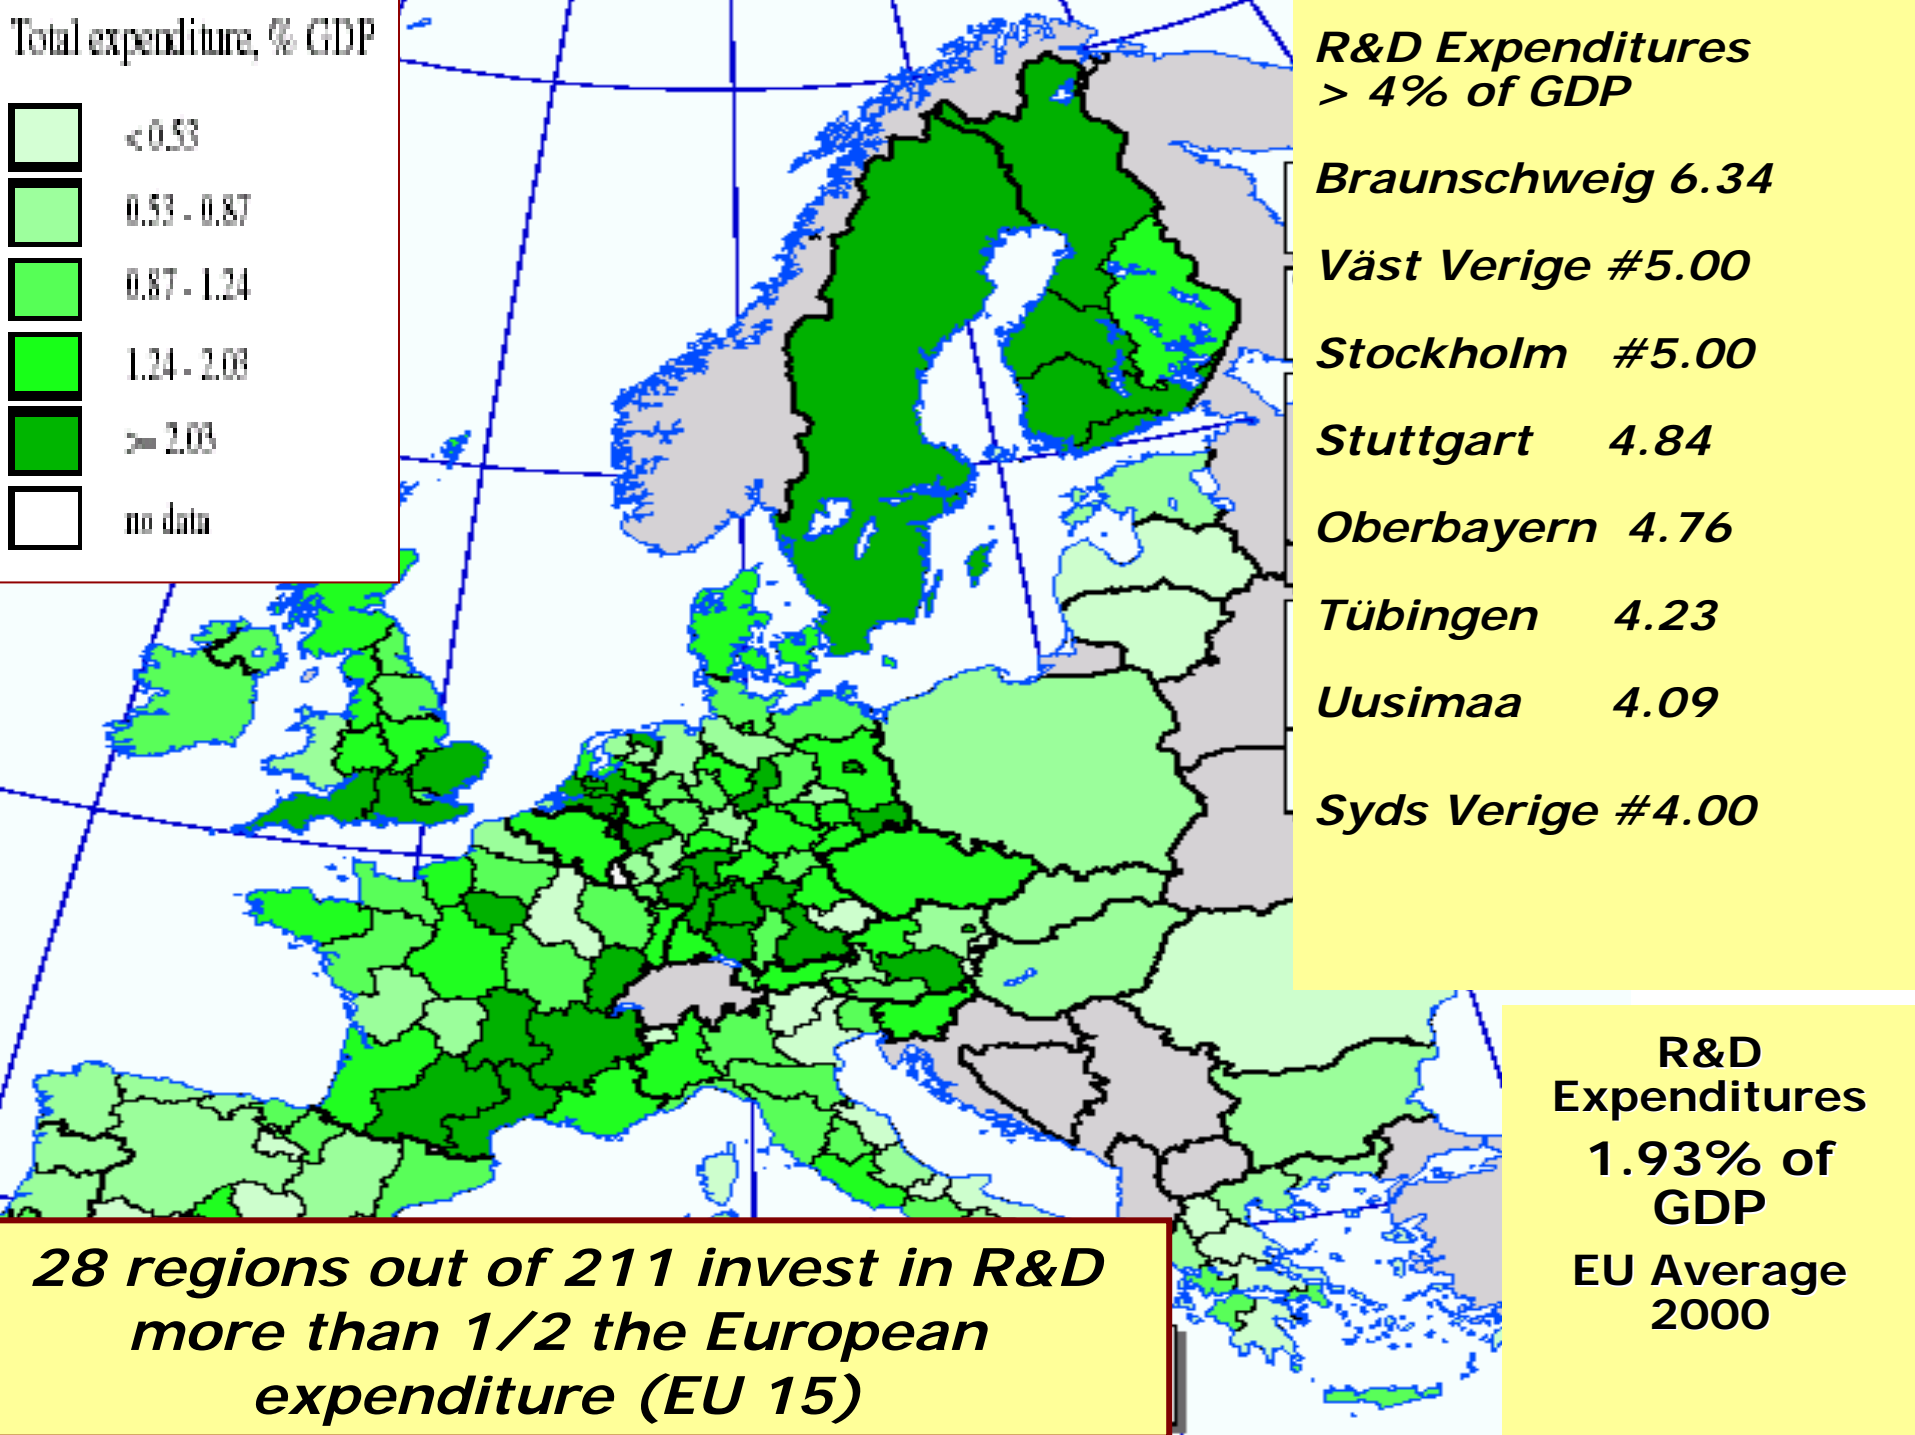 Total expenditure, % GDP
< 0.53
0.53 - 0.87
0.87 - 1.24
1.24 - 2.03
>= 2.03
no data
R&D Expenditures
> 4% of GDP
Braunschweig 6.34
Väst Verige #5.00
Stockholm #5.00
Stuttgart 4.84
Oberbayern 4.76
Tübingen 4.23
Uusimaa 4.09
Syds Verige #4.00
R&D
Expenditures
1.93% of
GDP
EU Average
2000
28 regions out of 211 invest in R&D
more than 1/2 the European
expenditure (EU 15)